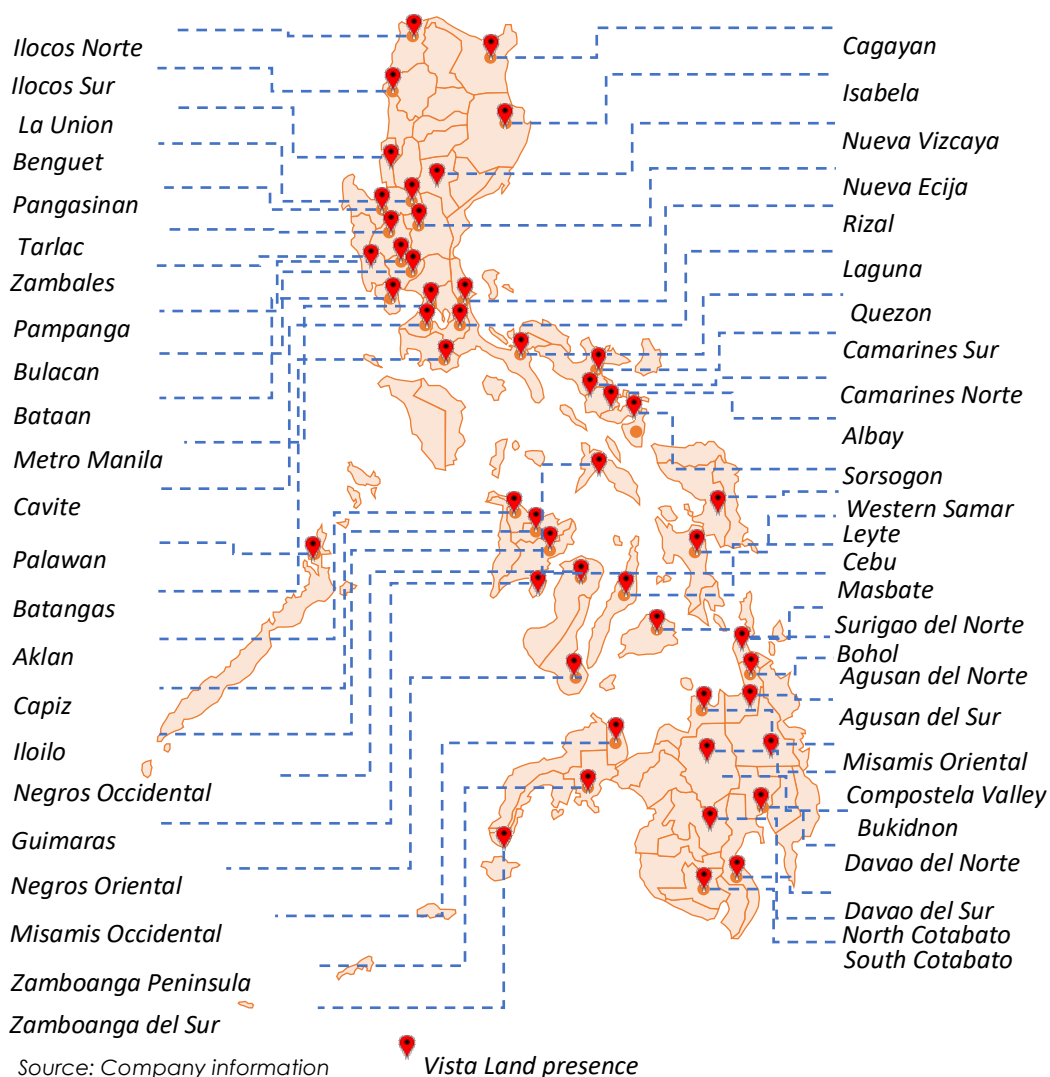 Ilocos Norte
Ilocos Sur
La Union
Benguet
Pangasinan
Tarlac
Zambales
Pampanga
Bulacan
Bataan
Metro Manila
Cavite
Palawan
Batangas
Aklan
Capiz
Iloilo
Negros Occidental
Guimaras
Negros Oriental
Misamis Occidental
Zamboanga Peninsula
Zamboanga del Sur
Cagayan
Isabela
Nueva Vizcaya
Nueva Ecija
Rizal
Laguna
Quezon
Camarines Sur
Camarines Norte
Albay
Sorsogon
Western Samar
Leyte
Cebu
Masbate
Surigao del Norte
Bohol
Agusan del Norte
Agusan del Sur
Misamis Oriental
Compostela Valley
Bukidnon
Davao del Norte
Davao del Sur
North Cotabato
South Cotabato
Source: Company information
Vista Land presence